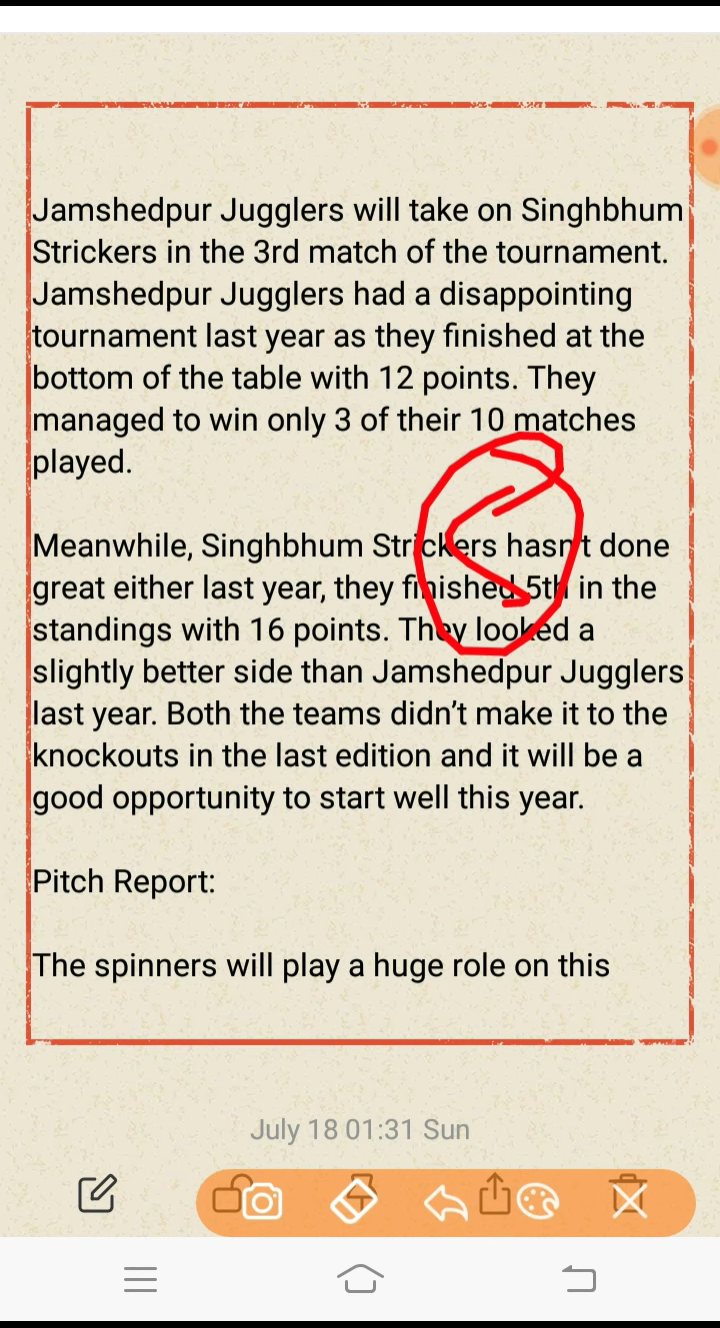 Jamshedpur Jugglers will take on Singhbhum
Strickers in the 3rd match of the tournament.
Jamshedpur Jugglers had a disappointing
tournament last year as they finished at the
bottom of the table with 12 points. They
managed to win only 3 of their 10 matches
played.
Meanwhile, Singhbhum Strickers hasn't done
great either last year, they finished 5th in the
standings with 16 points. They looked a
slightly better side than Jamshedpur Jugglers
last year. Both the teams didn’t make it to the
knockouts in the last edition and it will be a
good opportunity to start well this year.
Pitch Report:
The spinners will play a huge role on this
July 18 01:31 Sun